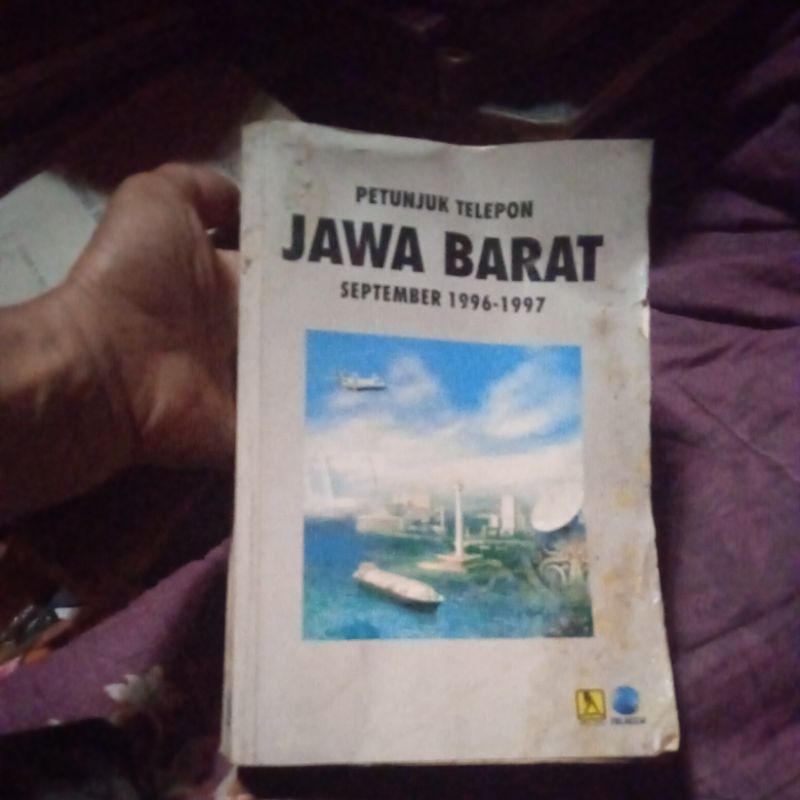 PETUNJUK TELEPON
JAWA BARAT
SEPTEMBER 1996-1997